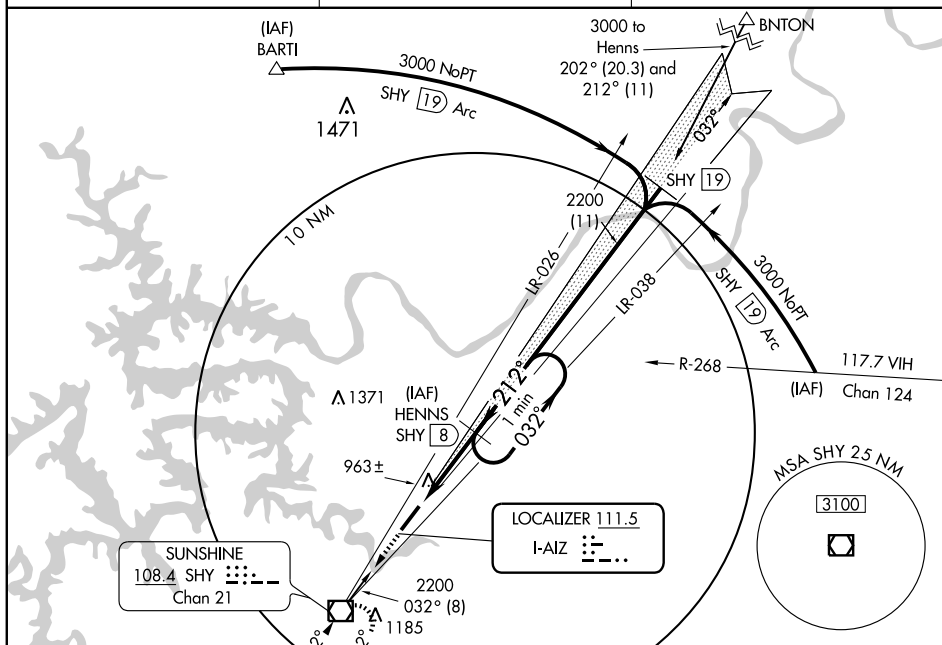 (IAF)
BARTI
3000 NoPT
SHY 19 Arc
1471
3000 to
Henns
202° (20.3) and
212° (11)
BNTON
032°
SHY 19
2200
(11)
10 NM
LR-026
LR-038
3000 NoPT
SHY 19 Arc
R-268
117.7 VIH
(IAF)
Chan 124
1371
(IAF)
HENNS
SHY 8
212°
1 min
032°
963±
MSA SHY 25 NM
3100
LOCALIZER 111.5
I-AIZ
SUNSHINE
108.4 SHY
Chan 21
2200
032° (8)
1185
2°
2°